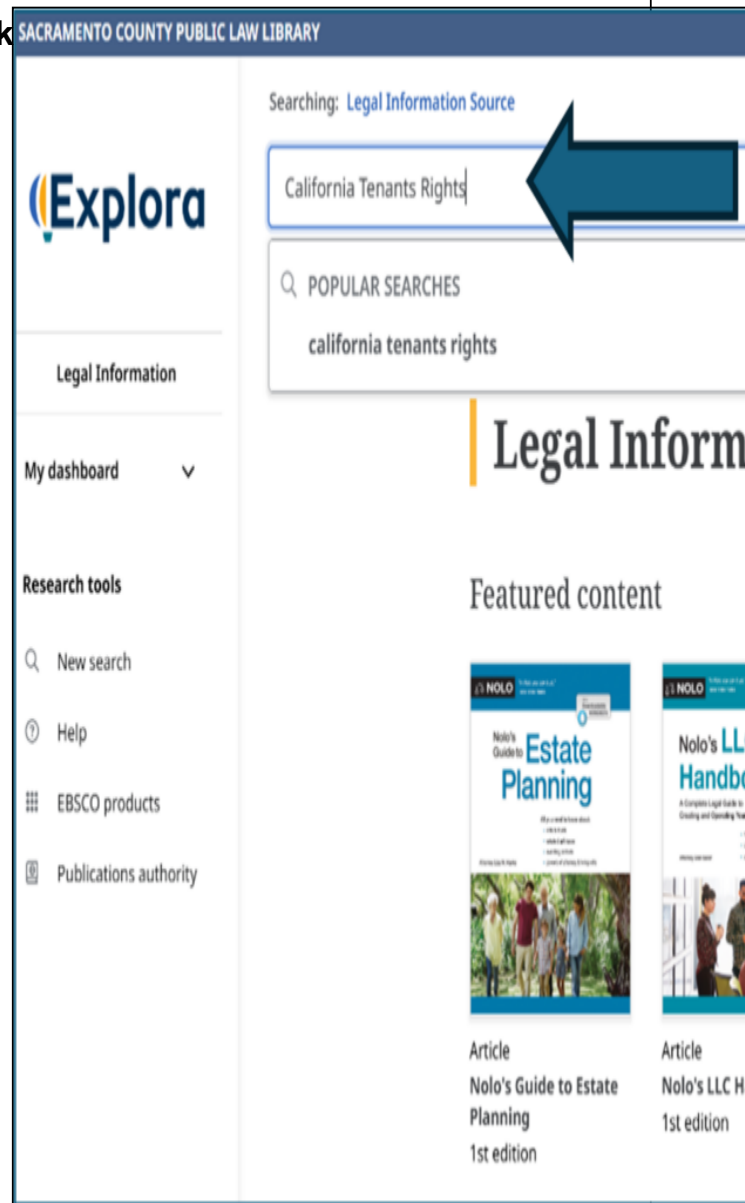 k
SACRAMENTO COUNTY PUBLIC LAW LIBRARY
Searching: Legal Information Source
Explora
California Tenants Rights
POPULAR SEARCHES
california tenants rights
Legal Information
My dashboard
Legal Inform
Research tools
New search
Help
EBSCO products
Publications authority
Featured content
NOLO
Nolo's
Guide to Estate
Planning
NOLO
Nolo's LL
Handbo
Article
Nolo's Guide to Estate
Planning
1st edition
Article
Nolo's LLC H
1st edition